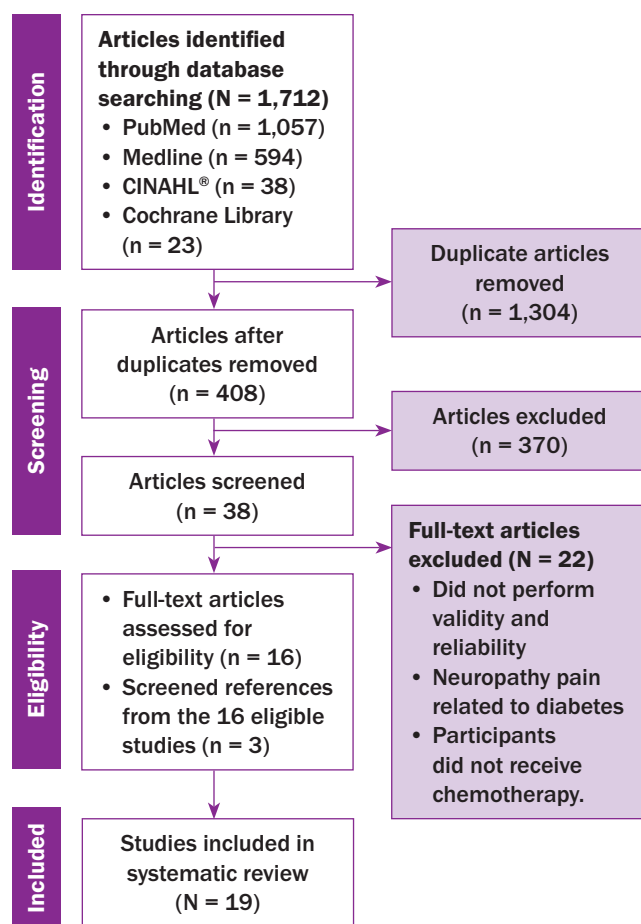 Identification
Articles identified
through database
searching (N = 1,712)
• PubMed (n = 1,057)
• Medline (n = 594)
• CINAHL® (n = 38)
• Cochrane Library
(n = 23)
Duplicate articles
removed
(n = 1,304)
Screening
Articles after
duplicates removed
(n = 408)
Articles excluded
(n = 370)
Articles screened
(n = 38)
Full-text articles
excluded (N = 22)
• Did not perform
validity and
reliability
• Neuropathy pain
related to diabetes
• Participants
did not receive
chemotherapy.
Eligibility
• Full-text articles
assessed for
eligibility (n = 16)
• Screened references
from the 16 eligible
studies (n = 3)
Included
Studies included in
systematic review
(N = 19)